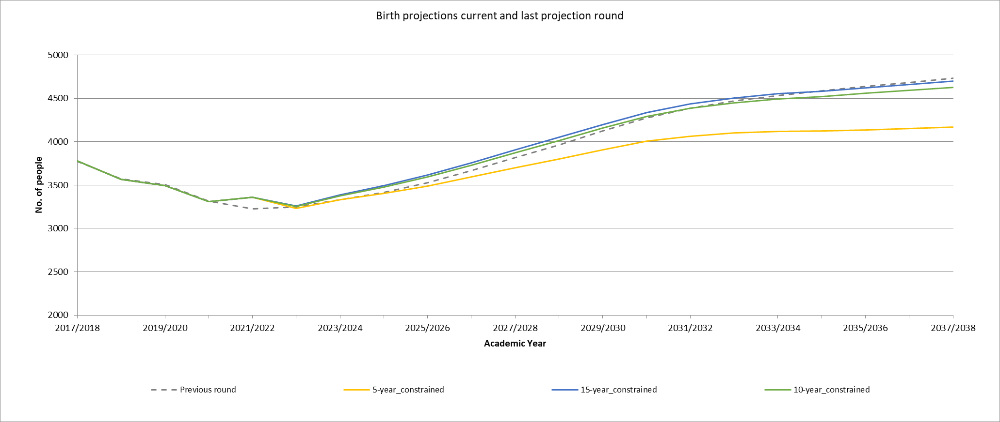 Birth projections current and last projection round
5000
4500
4000
3500
3000
2500
2000
No. of people
2017/2018 2019/2020 2021/2022 2023/2024 2025/2026 2027/2028 2029/2030 2031/2032 2033/2034 2035/2036 2037/2038
Academic Year
Previous round 5-year_constrained 15-year_constrained 10-year_constrained